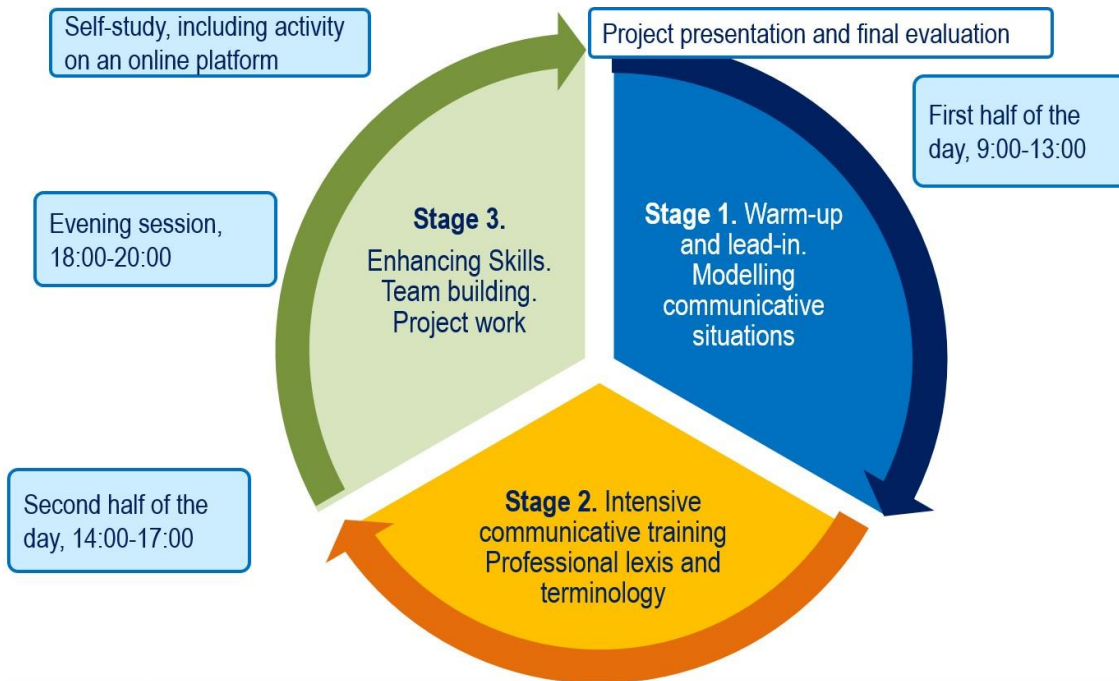 Self-study, including activity
on an online platform
Project presentation and final evaluation
First half of the
day, 9:00-13:00
Evening session,
18:00-20:00
Stage 3.
Enhancing Skills.
Team building.
Project work
Stage 1. Warm-up
and lead-in.
Modelling
communicative
situations
Second half of the
day, 14:00-17:00
Stage 2. Intensive
communicative training
Professional lexis and
terminology